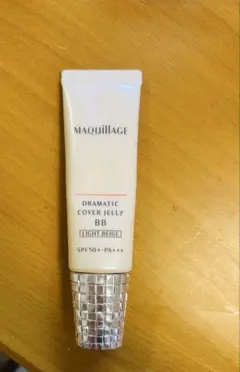 MAQuillAGE
DRAMATIC
COVER JELLY
BB
LIGHT BEIGE
SPF50+・PA+++